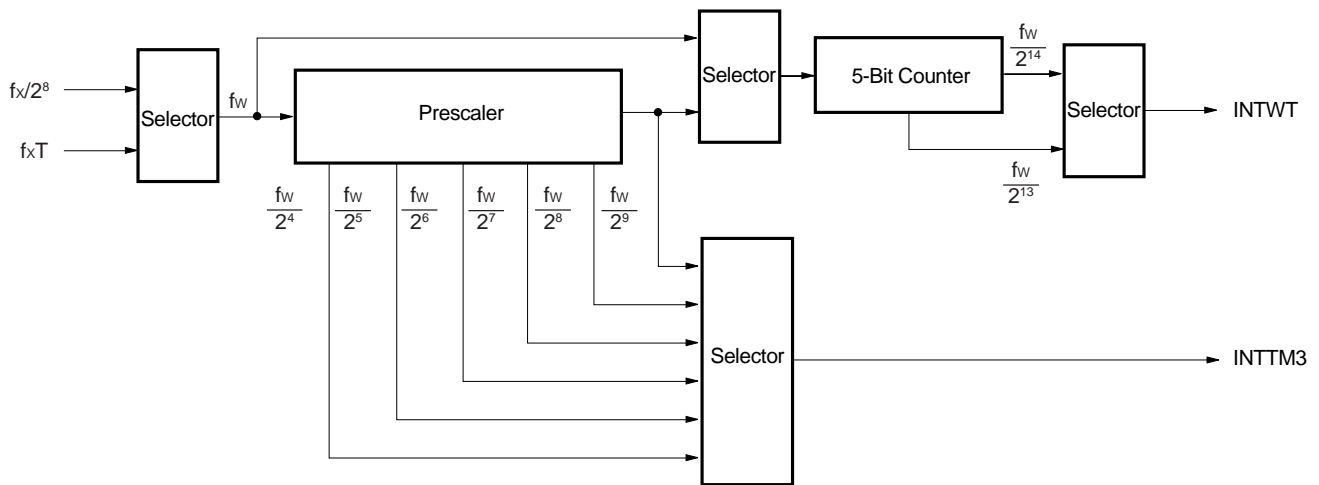 fX/2⁸
fXT
Selector
fW
Prescaler
Selector
5-Bit Counter
fW
2¹⁴
fW
2¹³
Selector
INTWT
fW
2⁴
fW
2⁵
fW
2⁶
fW
2⁷
fW
2⁸
fW
2⁹
Selector
INTTM3